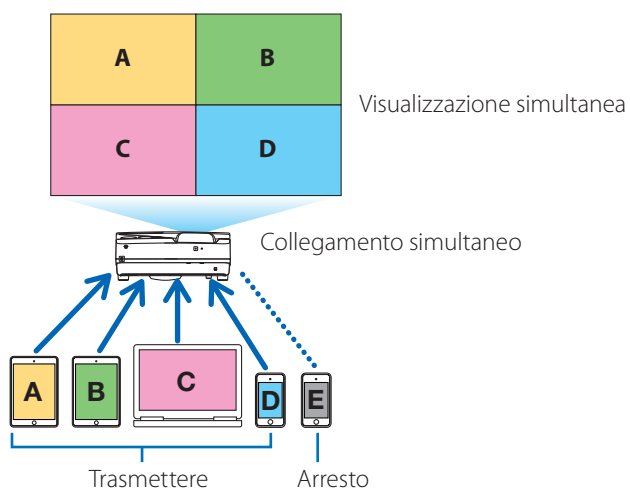 A B
Visualizzazione simultanea
C D
Collegamento simultaneo
A B C D E
Trasmettere Arresto